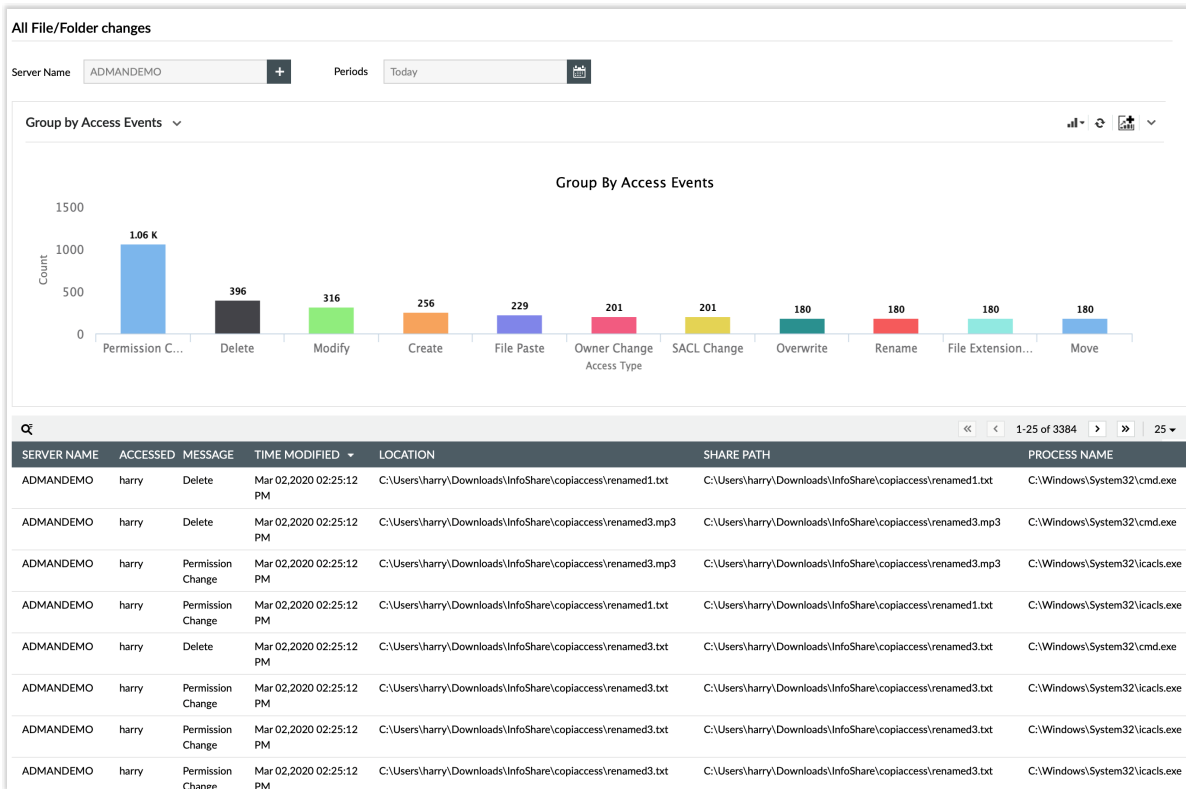 All File/Folder changes
Server Name ADMANDEMO + Periods Today
Group by Access Events
Group By Access Events
1500
1000
500
0
Count
1.06 K 396 316 256 229 201 201 180 180 180 180
Permission C... Delete Modify Create File Paste Owner Change SACL Change Overwrite Rename File Extension... Move
Access Type
1-25 of 3384 25
SERVER NAME ACCESSED MESSAGE TIME MODIFIED LOCATION SHARE PATH PROCESS NAME
ADMANDEMO harry Delete Mar 02,2020 02:25:12 C:\Users\harry\Downloads\InfoShare\copiaccess\renamed1.txt C:\Users\harry\Downloads\InfoShare\copiaccess\renamed1.txt C:\Windows\System32\cmd.exe
PM
ADMANDEMO harry Delete Mar 02,2020 02:25:12 C:\Users\harry\Downloads\InfoShare\copiaccess\renamed3.mp3 C:\Users\harry\Downloads\InfoShare\copiaccess\renamed3.mp3 C:\Windows\System32\cmd.exe
PM
ADMANDEMO harry Permission Mar 02,2020 02:25:12 C:\Users\harry\Downloads\InfoShare\copiaccess\renamed3.mp3 C:\Users\harry\Downloads\InfoShare\copiaccess\renamed3.mp3 C:\Windows\System32\icacls.exe
Change PM
ADMANDEMO harry Permission Mar 02,2020 02:25:12 C:\Users\harry\Downloads\InfoShare\copiaccess\renamed1.txt C:\Users\harry\Downloads\InfoShare\copiaccess\renamed1.txt C:\Windows\System32\icacls.exe
Change PM
ADMANDEMO harry Delete Mar 02,2020 02:25:12 C:\Users\harry\Downloads\InfoShare\copiaccess\renamed3.txt C:\Users\harry\Downloads\InfoShare\copiaccess\renamed3.txt C:\Windows\System32\cmd.exe
PM
ADMANDEMO harry Permission Mar 02,2020 02:25:12 C:\Users\harry\Downloads\InfoShare\copiaccess\renamed3.txt C:\Users\harry\Downloads\InfoShare\copiaccess\renamed3.txt C:\Windows\System32\icacls.exe
Change PM
ADMANDEMO harry Permission Mar 02,2020 02:25:12 C:\Users\harry\Downloads\InfoShare\copiaccess\renamed3.txt C:\Users\harry\Downloads\InfoShare\copiaccess\renamed3.txt C:\Windows\System32\icacls.exe
Change PM
ADMANDEMO harry Permission Mar 02,2020 02:25:12 C:\Users\harry\Downloads\InfoShare\copiaccess\renamed3.txt C:\Users\harry\Downloads\InfoShare\copiaccess\renamed3.txt C:\Windows\System32\icacls.exe
Change PM